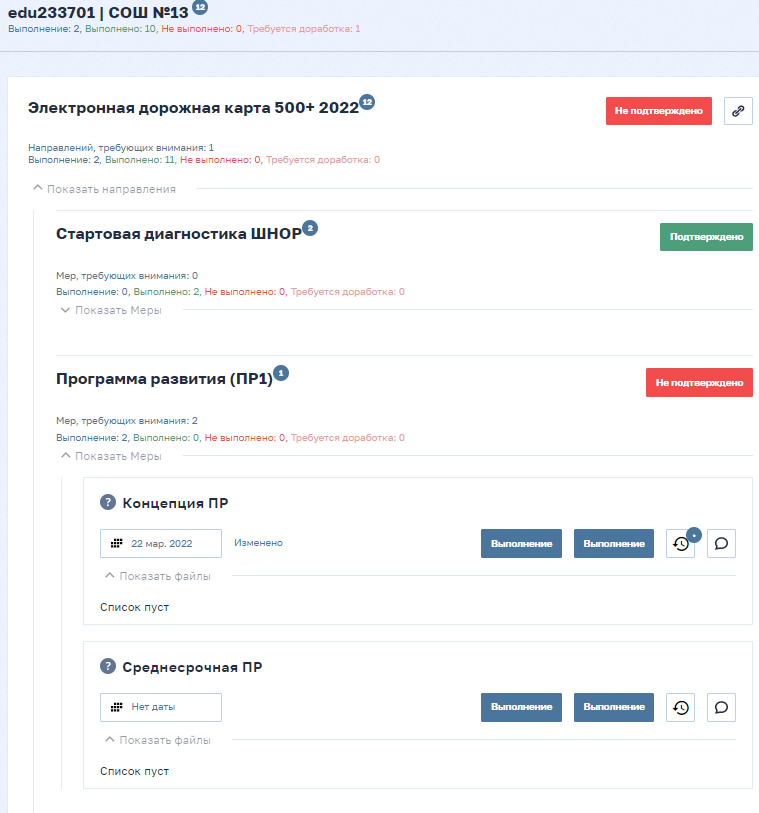 edu233701 | СОШ №13 12
Выполнение: 2, Выполнено: 10, Не выполнено: 0, Требуется доработка: 1
Электронная дорожная карта 500+ 2022 12
Не подтверждено
Направлений, требующих внимания: 1
Выполнение: 2, Выполнено: 11, Не выполнено: 0, Требуется доработка: 0
Показать направления
Стартовая диагностика ШНОР 2
Подтверждено
Мер, требующих внимания: 0
Выполнение: 0, Выполнено: 2, Не выполнено: 0, Требуется доработка: 0
Показать Меры
Программа развития (ПР1) 1
Не подтверждено
Мер, требующих внимания: 2
Выполнение: 2, Выполнено: 0, Не выполнено: 0, Требуется доработка: 0
Показать Меры
? Концепция ПР
22 мар. 2022 Изменено Выполнение Выполнение
Показать файлы
Список пуст
? Среднесрочная ПР
Нет даты Выполнение Выполнение
Показать файлы
Список пуст